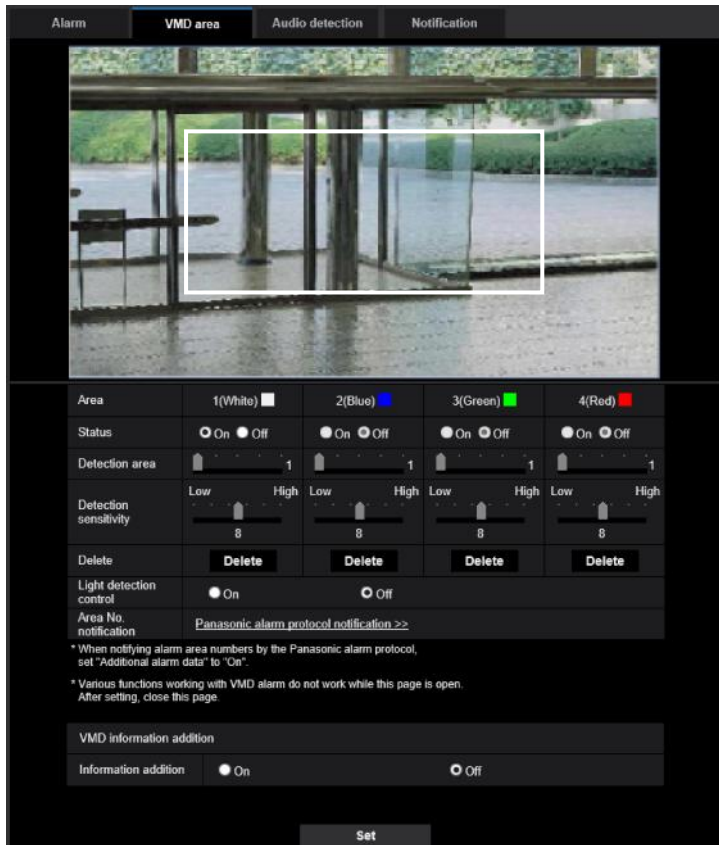 Alarm VMD area Audio detection Notification
Area 1(White) 2(Blue) 3(Green) 4(Red)
Status On Off On Off On Off On Off
Detection area 1 1 1 1
Low High Low High Low High Low High
Detection
sensitivity
8 8 8 8
Delete Delete Delete Delete Delete
Light detection
control
On Off
Area No.
notification
Panasonic alarm protocol notification >>
* When notifying alarm area numbers by the Panasonic alarm protocol,
set "Additional alarm data" to "On".
* Various functions working with VMD alarm do not work while this page is open.
After setting, close this page.
VMD information addition
Information addition On Off
Set